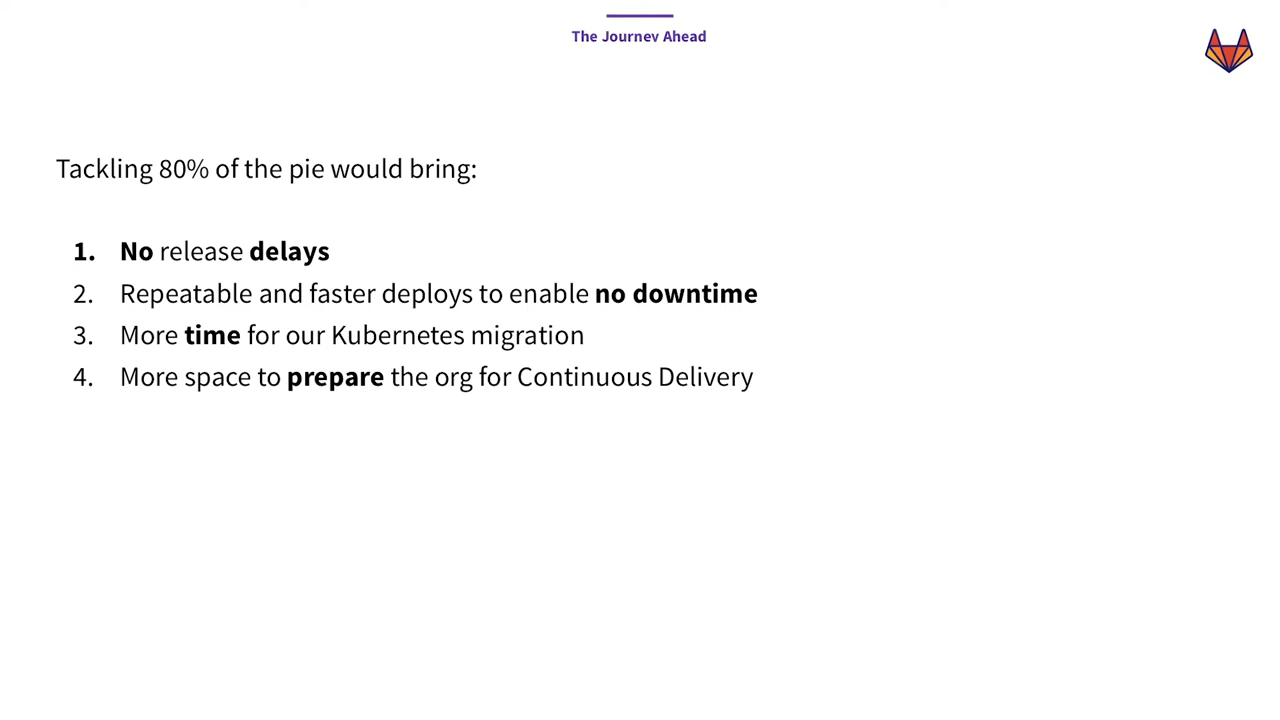 The Journey Ahead
Tackling 80% of the pie would bring:
1. No release delays
2. Repeatable and faster deploys to enable no downtime
3. More time for our Kubernetes migration
4. More space to prepare the org for Continuous Delivery